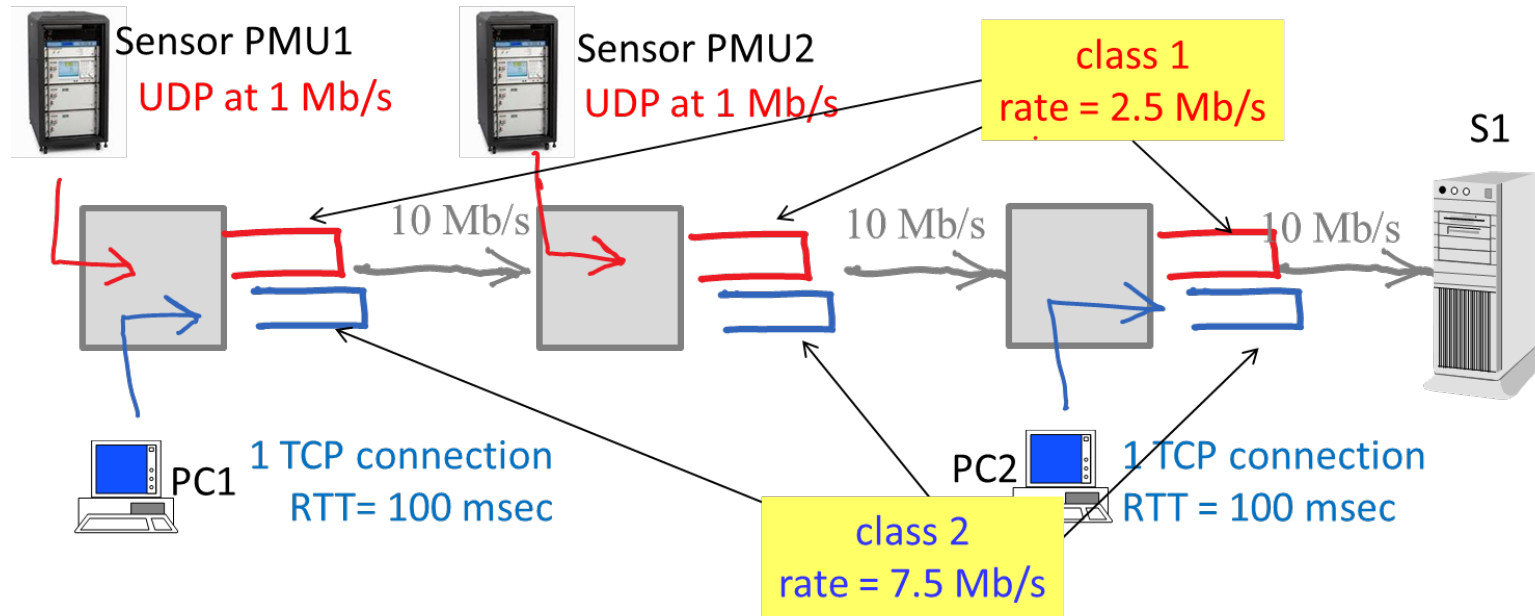 Sensor PMU1
UDP at 1 Mb/s
Sensor PMU2
UDP at 1 Mb/s
class 1
rate = 2.5 Mb/s
S1
10 Mb/s
10 Mb/s
10 Mb/s
PC1
1 TCP connection
RTT= 100 msec
PC2
1 TCP connection
RTT = 100 msec
class 2
rate = 7.5 Mb/s